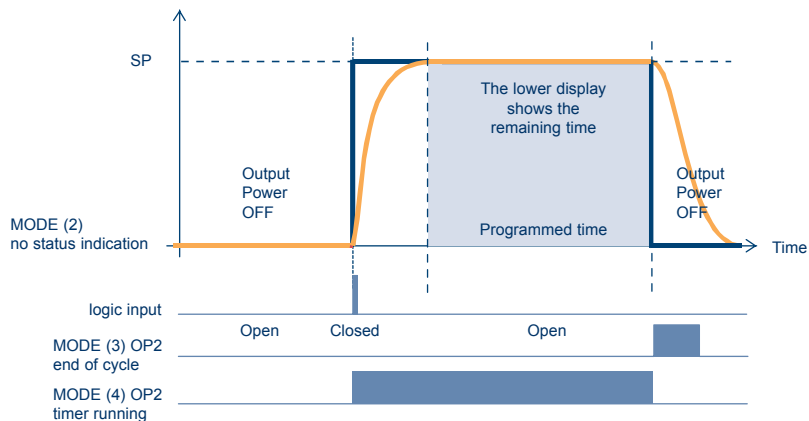 SP
The lower display
shows the
remaining time
Output
Power
OFF
Output
Power
OFF
MODE (2)
no status indication
Programmed time
Time
logic input
Open
Closed
Open
MODE (3) OP2
end of cycle
MODE (4) OP2
timer running